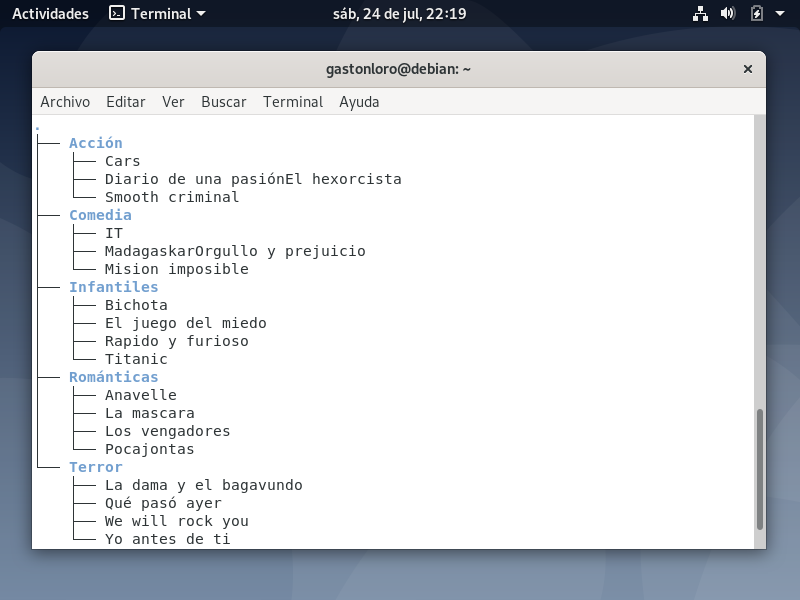 Actividades Terminal sáb, 24 de jul, 22:19
gastonloro@debian: ~ ×
Archivo Editar Ver Buscar Terminal Ayuda
.
├── Acción
│   ├── Cars
│   ├── Diario de una pasiónEl hexorcista
│   └── Smooth criminal
├── Comedia
│   ├── IT
│   ├── MadagaskarOrgullo y prejuicio
│   └── Mision imposible
├── Infantiles
│   ├── Bichota
│   ├── El juego del miedo
│   ├── Rapido y furioso
│   └── Titanic
├── Románticas
│   ├── Anavelle
│   ├── La mascara
│   ├── Los vengadores
│   └── Pocajontas
└── Terror
    ├── La dama y el bagavundo
    ├── Qué pasó ayer
    ├── We will rock you
    └── Yo antes de ti